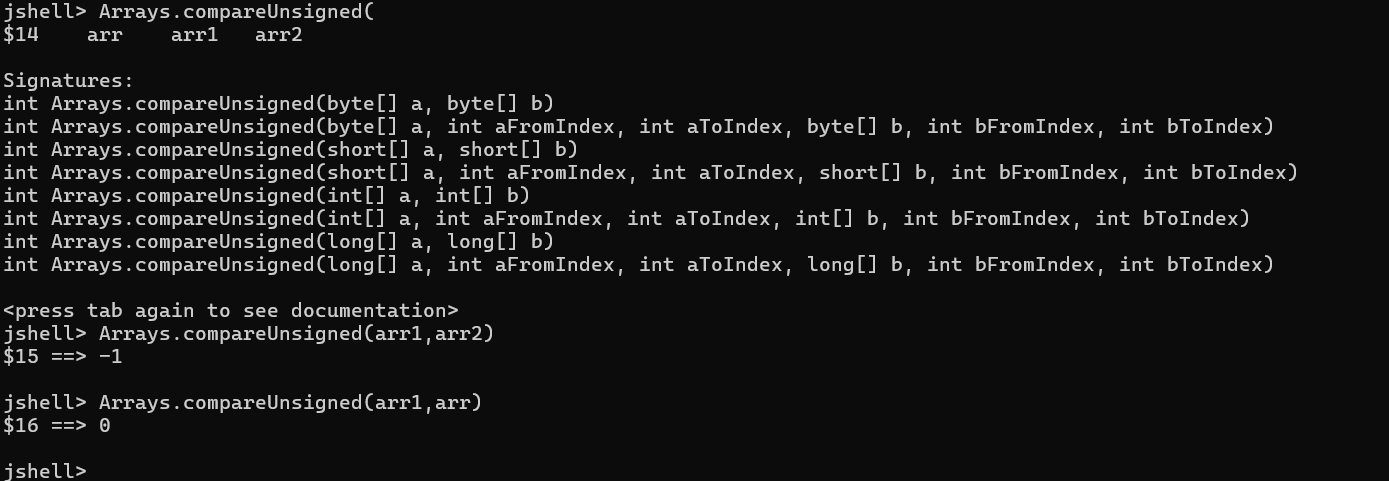 jshell> Arrays.compareUnsigned(
$14    arr    arr1   arr2
Signatures:
int Arrays.compareUnsigned(byte[] a, byte[] b)
int Arrays.compareUnsigned(byte[] a, int aFromIndex, int aToIndex, byte[] b, int bFromIndex, int bToIndex)
int Arrays.compareUnsigned(short[] a, short[] b)
int Arrays.compareUnsigned(short[] a, int aFromIndex, int aToIndex, short[] b, int bFromIndex, int bToIndex)
int Arrays.compareUnsigned(int[] a, int[] b)
int Arrays.compareUnsigned(int[] a, int aFromIndex, int aToIndex, int[] b, int bFromIndex, int bToIndex)
int Arrays.compareUnsigned(long[] a, long[] b)
int Arrays.compareUnsigned(long[] a, int aFromIndex, int aToIndex, long[] b, int bFromIndex, int bToIndex)
<press tab again to see documentation>
jshell> Arrays.compareUnsigned(arr1,arr2)
$15 ==> -1
jshell> Arrays.compareUnsigned(arr1,arr)
$16 ==> 0
jshell>